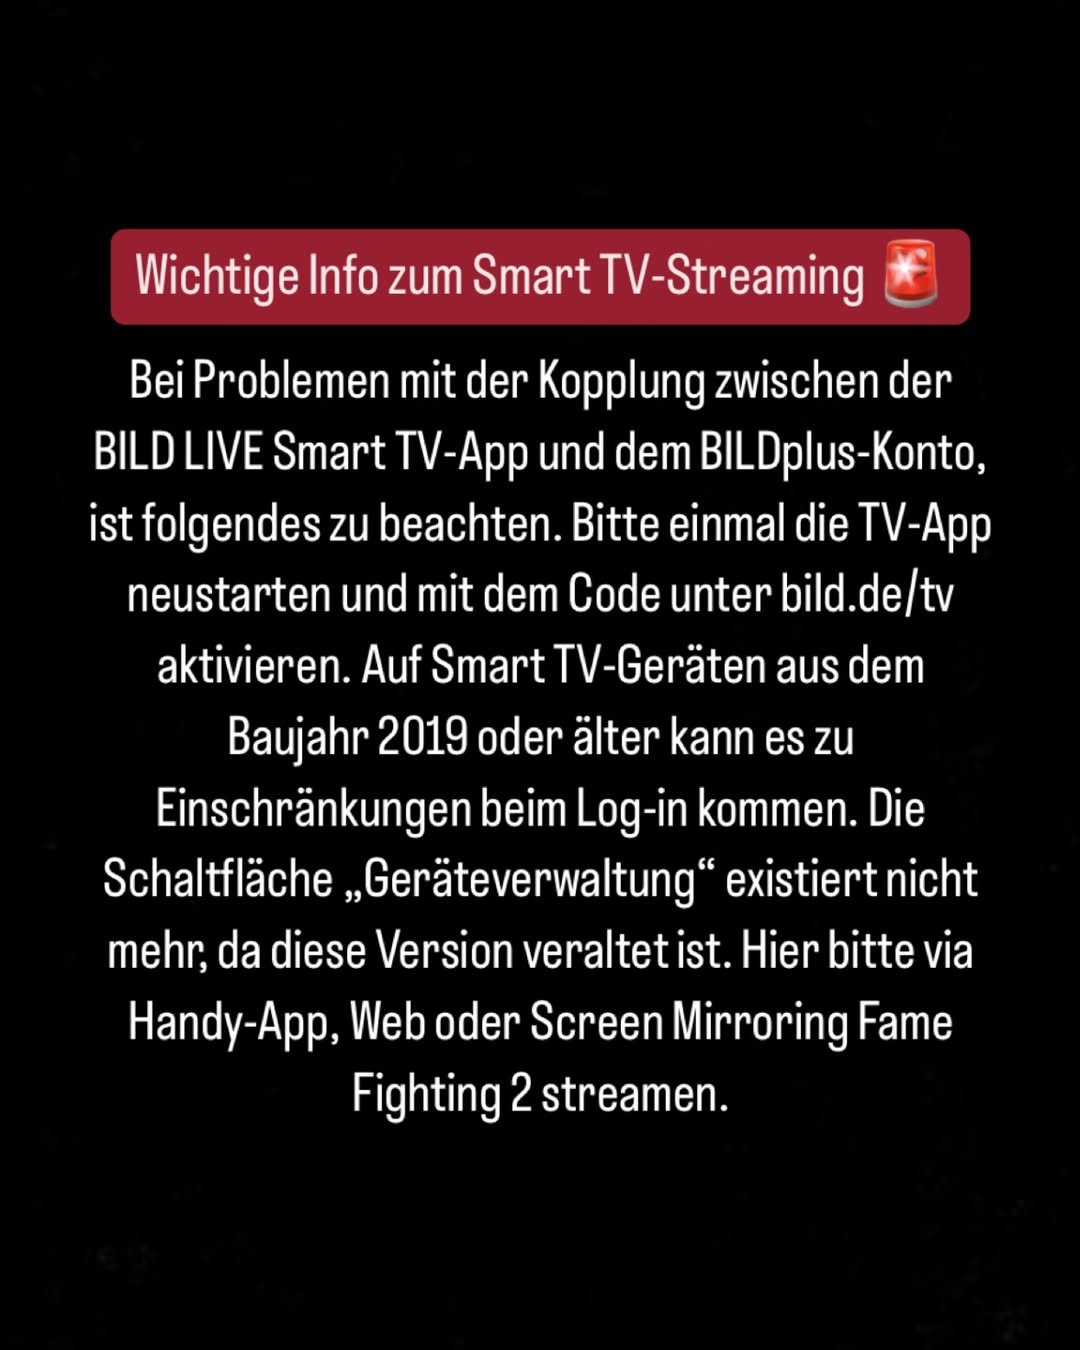 Wichtige Info zum Smart TV-Streaming 🚨
Bei Problemen mit der Kopplung zwischen der
BILD LIVE Smart TV-App und dem BILDplus-Konto,
ist folgendes zu beachten. Bitte einmal die TV-App
neustarten und mit dem Code unter bild.de/tv
aktivieren. Auf Smart TV-Geräten aus dem
Baujahr 2019 oder älter kann es zu
Einschränkungen beim Log-in kommen. Die
Schaltfläche „Geräteverwaltung“ existiert nicht
mehr, da diese Version veraltet ist. Hier bitte via
Handy-App, Web oder Screen Mirroring Fame
Fighting 2 streamen.